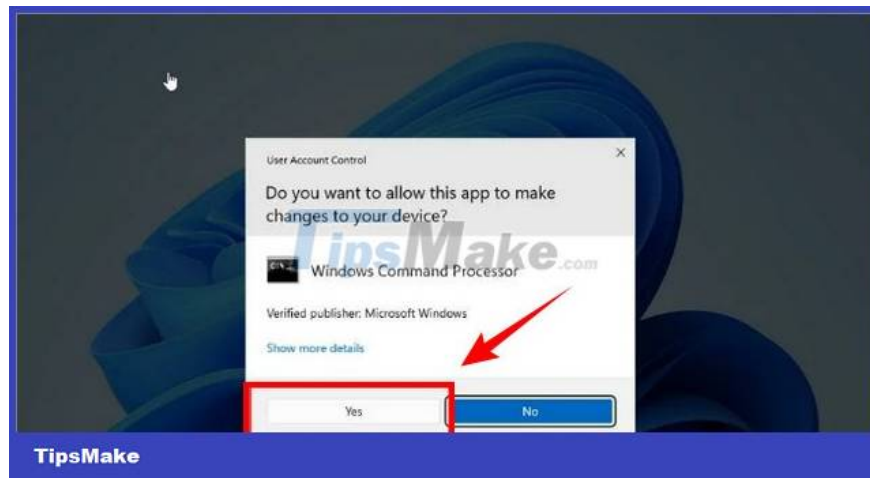 User Account Control
Do you want to allow this app to make
changes to your device?
TipsMake.com
Windows Command Processor
Verified publisher: Microsoft Windows
Show more details
Yes
No
TipsMake